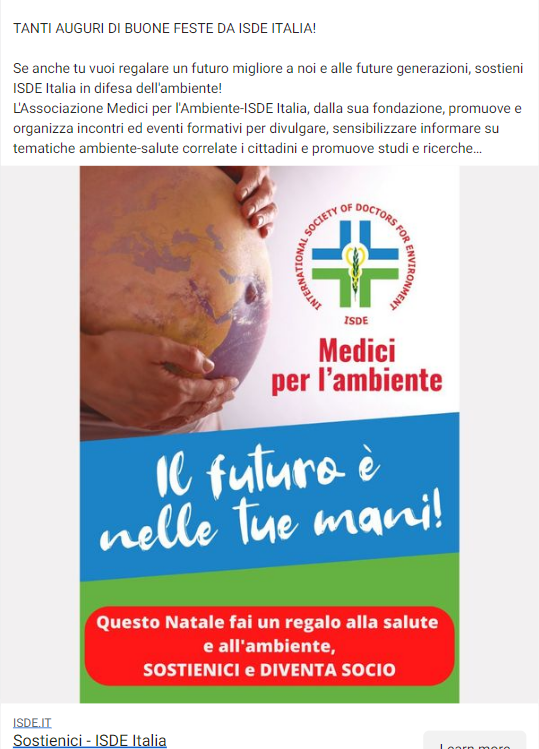 TANTI AUGURI DI BUONE FESTE DA ISDE ITALIA!
Se anche tu vuoi regalare un futuro migliore a noi e alle future generazioni, sostieni
ISDE Italia in difesa dell'ambiente!
L'Associazione Medici per l'Ambiente-ISDE Italia, dalla sua fondazione, promuove e
organizza incontri ed eventi formativi per divulgare, sensibilizzare informare su
tematiche ambiente-salute correlate i cittadini e promuove studi e ricerche...
INTERNATIONAL SOCIETY OF DOCTORS FOR ENVIRONMENT
ISDE
Medici
per l'ambiente
Il futuro è
nelle tue mani!
Questo Natale fai un regalo alla salute
e all'ambiente,
SOSTIENICI e DIVENTA SOCIO
ISDE.IT
Sostienici - ISDE Italia
Learn more